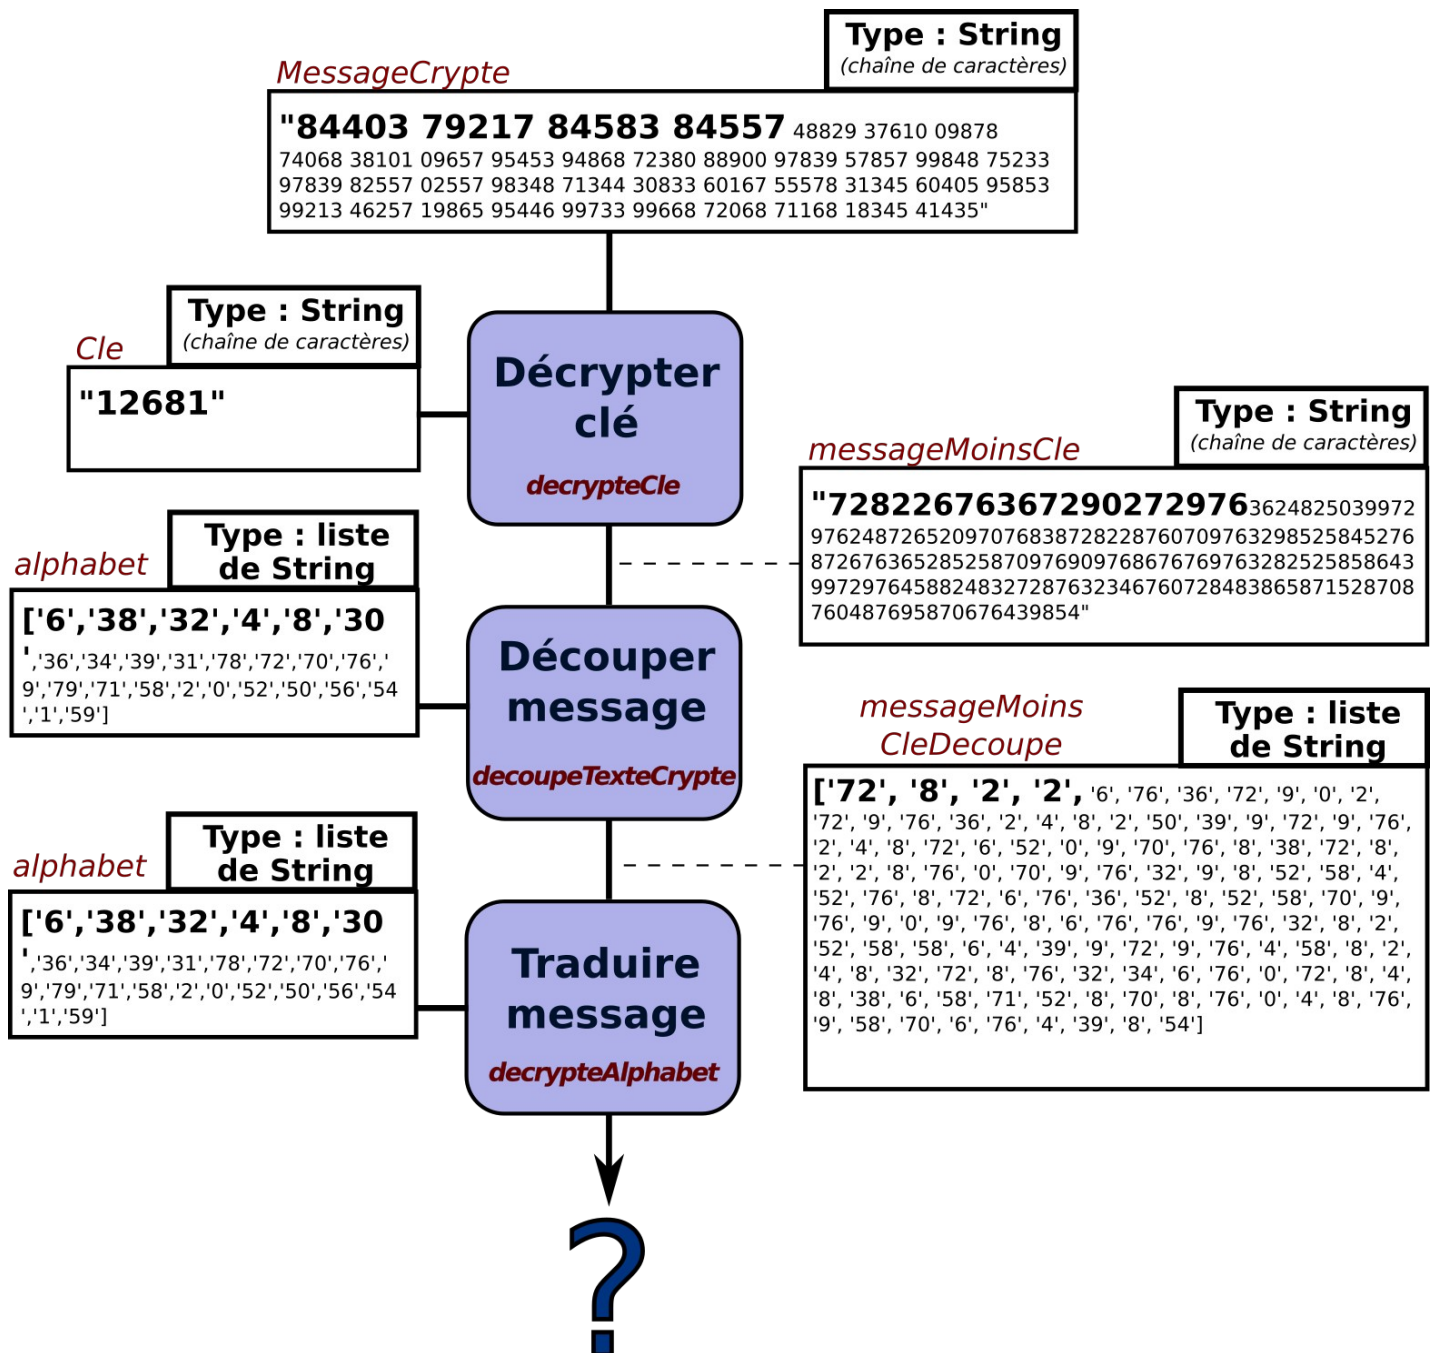 Type : String
(chaîne de caractères)
MessageCrypte
"84403 79217 84583 84557 48829 37610 09878
74068 38101 09657 95453 94868 72380 88900 97839 57857 99848 75233
97839 82557 02557 98348 71344 30833 60167 55578 31345 60405 95853
99213 46257 19865 95446 99733 99668 72068 71168 18345 41435"
Type : String
(chaîne de caractères)
Cle
"12681"
Décrypter
clé
decrypteCle
Type : String
(chaîne de caractères)
messageMoinsCle
"728226763672902729763624825039972
97624872652097076838728228760709763298525845276
872676365285258709769097686767697632825258586 43
997297645882483272876323467607284838658715287 08
760487695870676439854"
Type : liste
de String
alphabet
['6','38','32','4','8','30
','36','34','39','31','78','72','70','76','
9','79','71','58','2','0','52','50','56','54
','1','59']
Découper
message
decoupeTexteCrypte
messageMoins
CleDecoupe
Type : liste
de String
['72', '8', '2', '2', '6', '76', '36', '72', '9', '0', '2',
'72', '9', '76', '36', '2', '4', '8', '2', '50', '39', '9', '72', '9', '76',
'2', '4', '8', '72', '6', '52', '0', '9', '70', '76', '8', '38', '72', '8',
'2', '2', '8', '76', '0', '70', '9', '76', '32', '9', '8', '52', '58', '4',
'52', '76', '8', '72', '6', '76', '36', '52', '8', '52', '58', '70', '9',
'76', '9', '0', '9', '76', '8', '6', '76', '76', '9', '76', '32', '8', '2',
'52', '58', '58', '6', '4', '39', '9', '72', '9', '76', '4', '58', '8', '2',
'4', '8', '32', '72', '8', '76', '32', '34', '6', '76', '0', '72', '8', '4',
'8', '38', '6', '58', '71', '52', '8', '70', '8', '76', '0', '4', '8', '76',
'9', '58', '70', '6', '76', '4', '39', '8', '54']
Type : liste
de String
alphabet
['6','38','32','4','8','30
','36','34','39','31','78','72','70','76','
9','79','71','58','2','0','52','50','56','54
','1','59']
Traduire
message
decrypteAlphabet
?